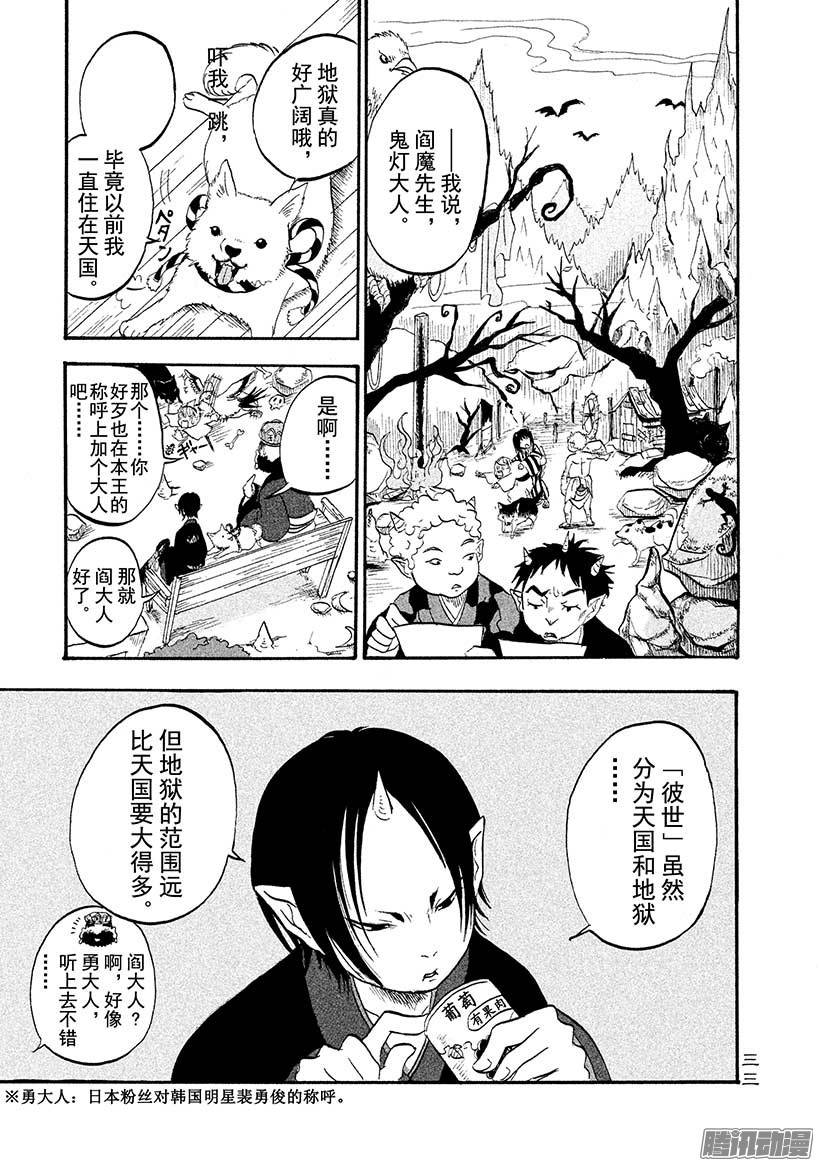 ——我说，
阎魔先生，
鬼灯大人。
地狱真的
好广阔哦，
吓我
跳，
毕竟以前我
一直住在天国。
ペタン
是啊……
那个……你
好歹也在本王的
称呼上加个大人
吧……
那就
阎大人
好了。
「彼世」虽然
分为天国和地狱
……
但地狱的范围远
比天国要大得多。
葡萄
有果肉
阎大人？
啊，好像
勇大人，
听上去不错
……
※勇大人：日本粉丝对韩国明星裴勇俊的称呼。
三三
腾讯动漫